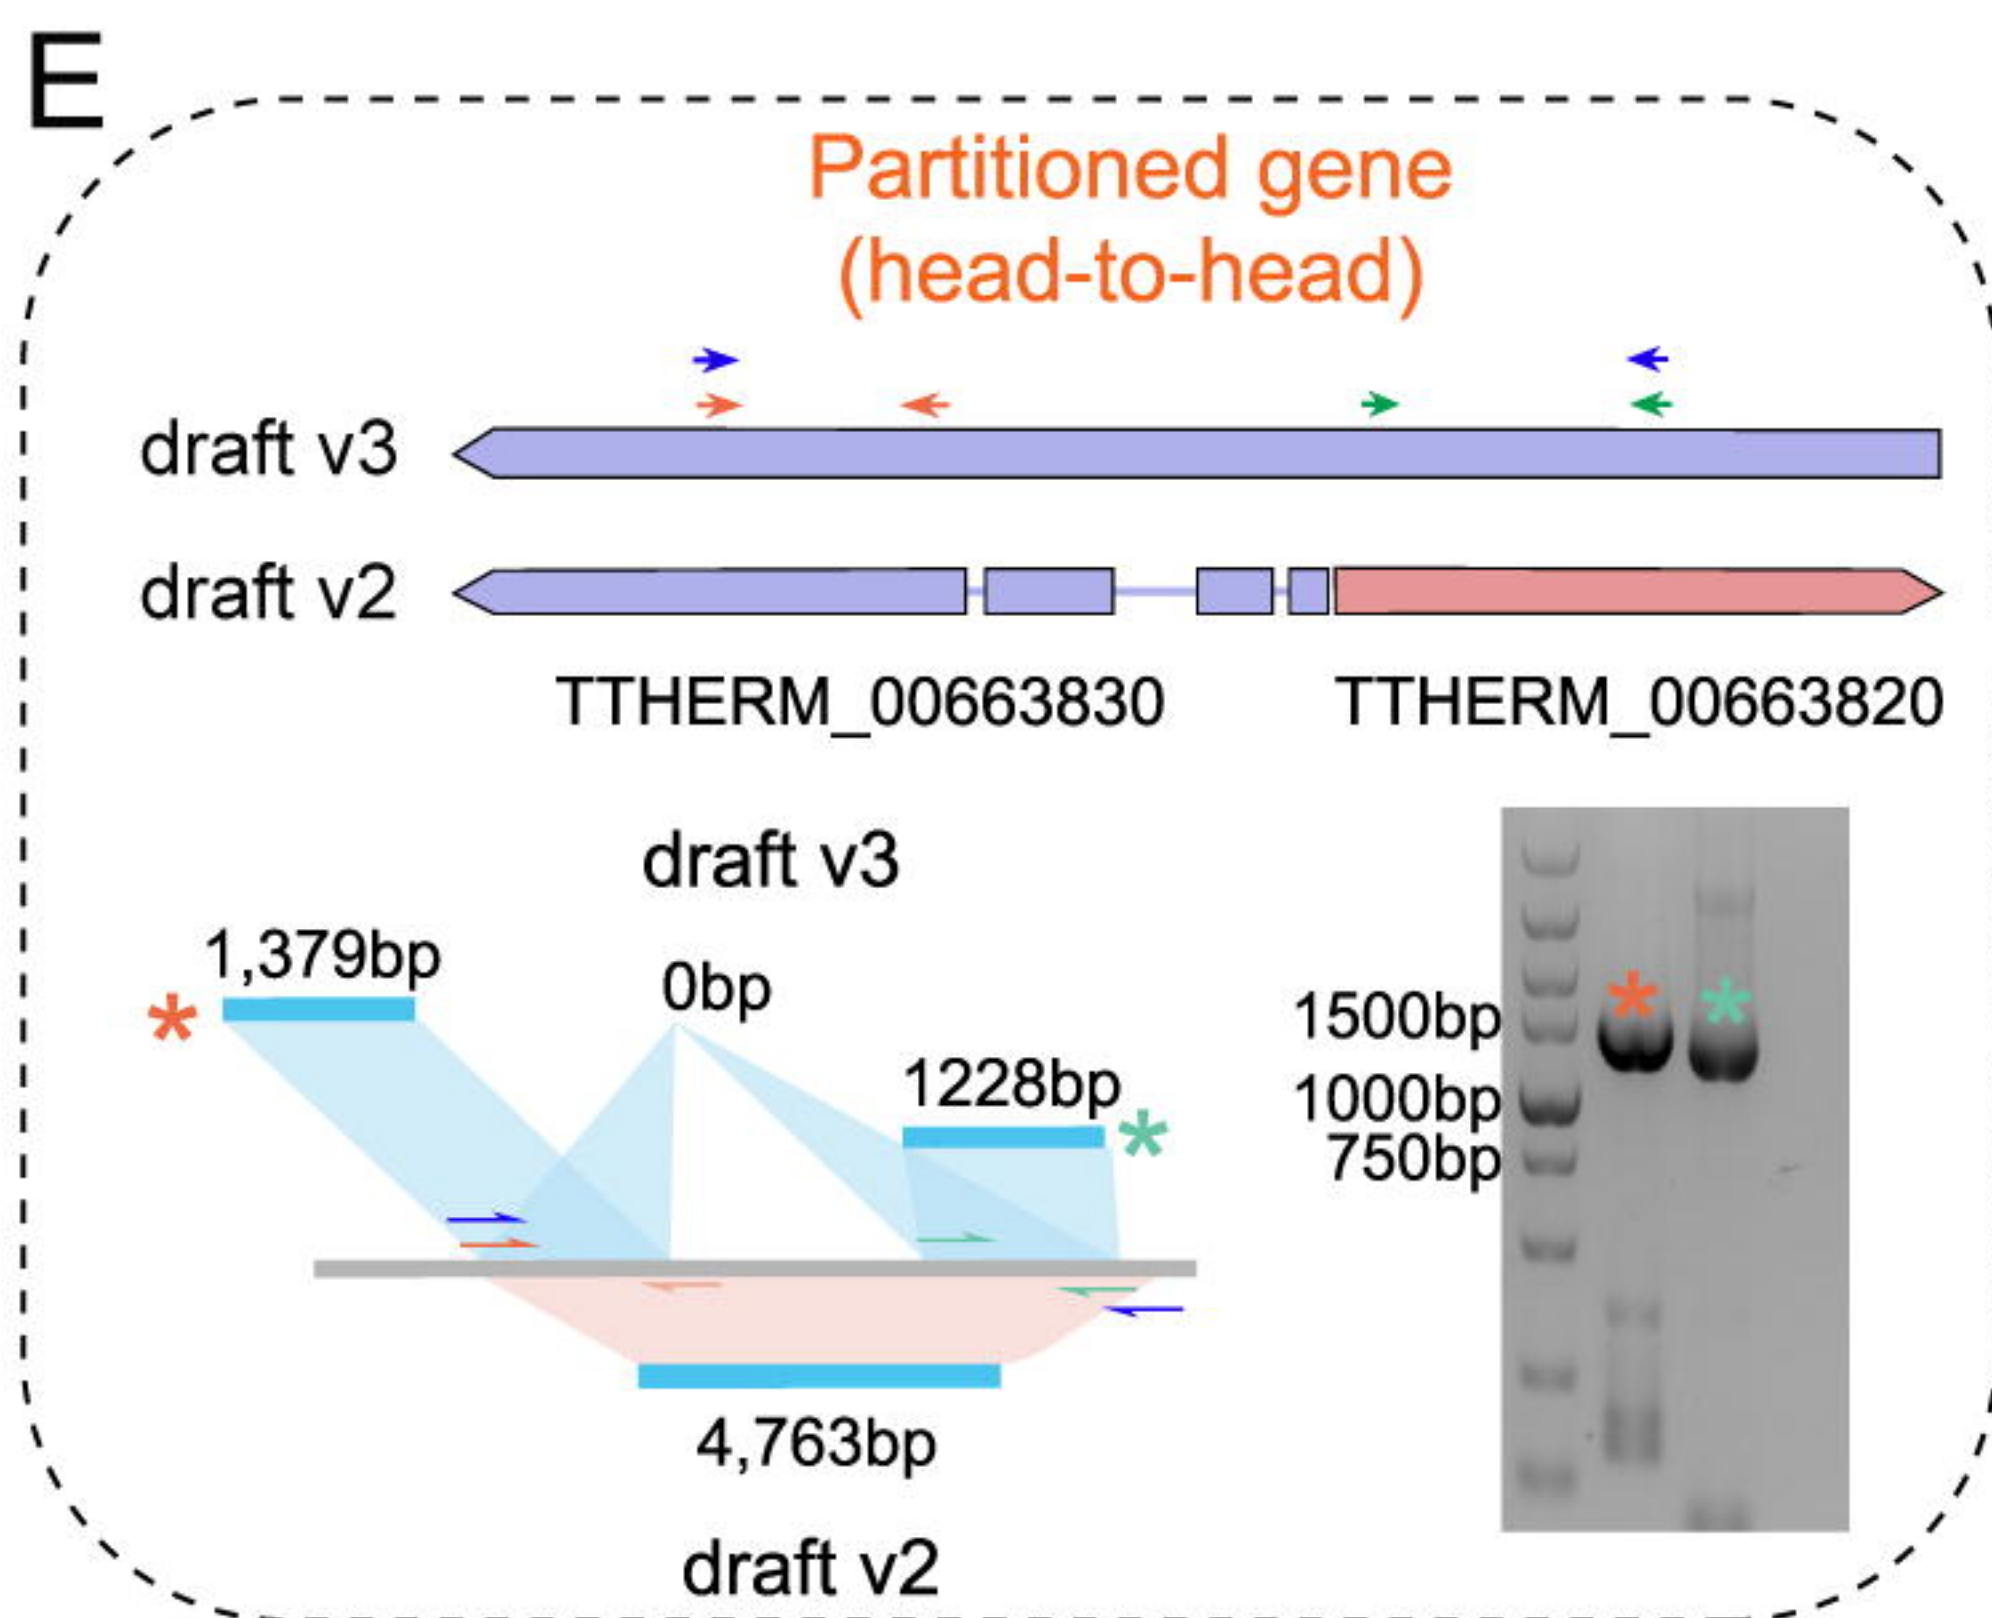 E
Partitioned gene
(head-to-head)
draft v3
draft v2
TTHERM_00663830
TTHERM_00663820
draft v3
1,379bp
*
0bp
1228bp
*
4,763bp
draft v2
*
*
1500bp
1000bp
750bp